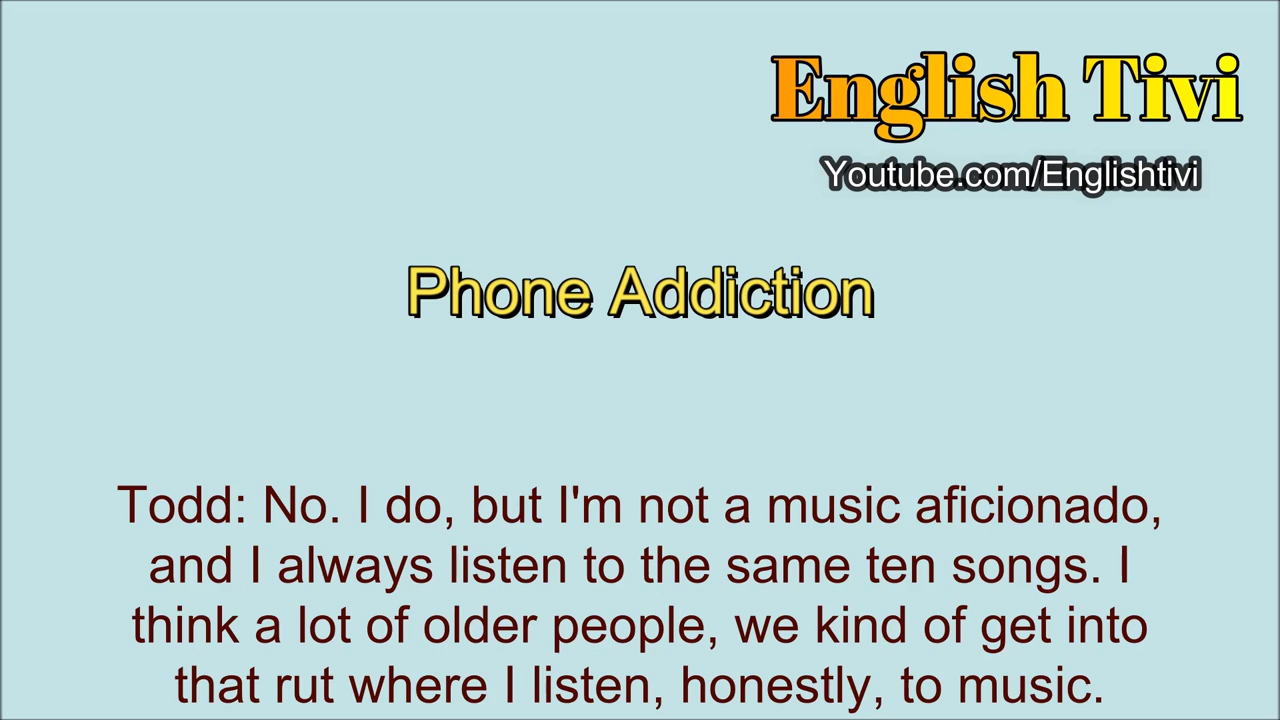 English Tivi
Youtube.com/Englishtivi
Phone Addiction
Todd: No. I do, but I'm not a music aficionado,
and I always listen to the same ten songs. I
think a lot of older people, we kind of get into
that rut where I listen, honestly, to music.